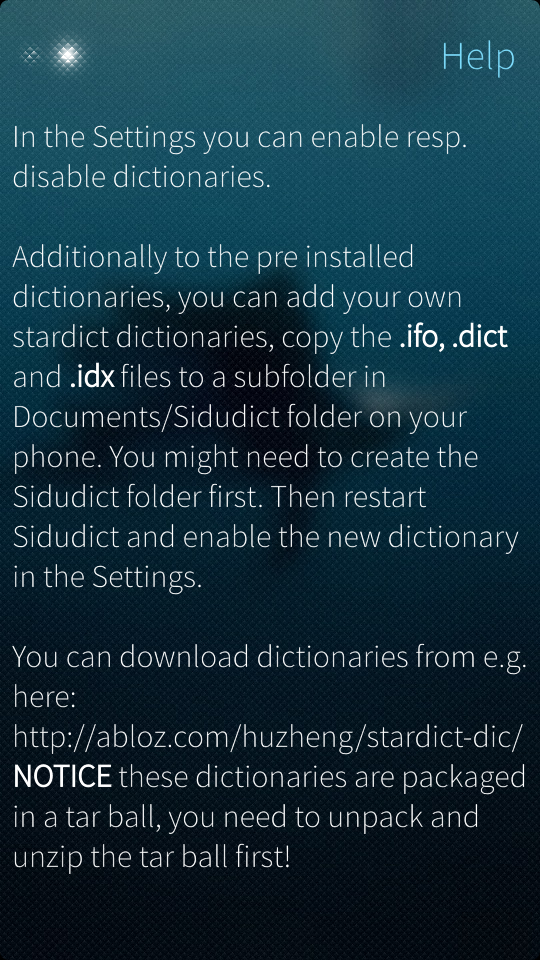 Help
In the Settings you can enable resp.
disable dictionaries.
Additionally to the pre installed
dictionaries, you can add your own
stardict dictionaries, copy the .ifo, .dict
and .idx files to a subfolder in
Documents/Sidudict folder on your
phone. You might need to create the
Sidudict folder first. Then restart
Sidudict and enable the new dictionary
in the Settings.
You can download dictionaries from e.g.
here:
http://abloz.com/huzheng/stardict-dic/
NOTICE these dictionaries are packaged
in a tar ball, you need to unpack and
unzip the tar ball first!